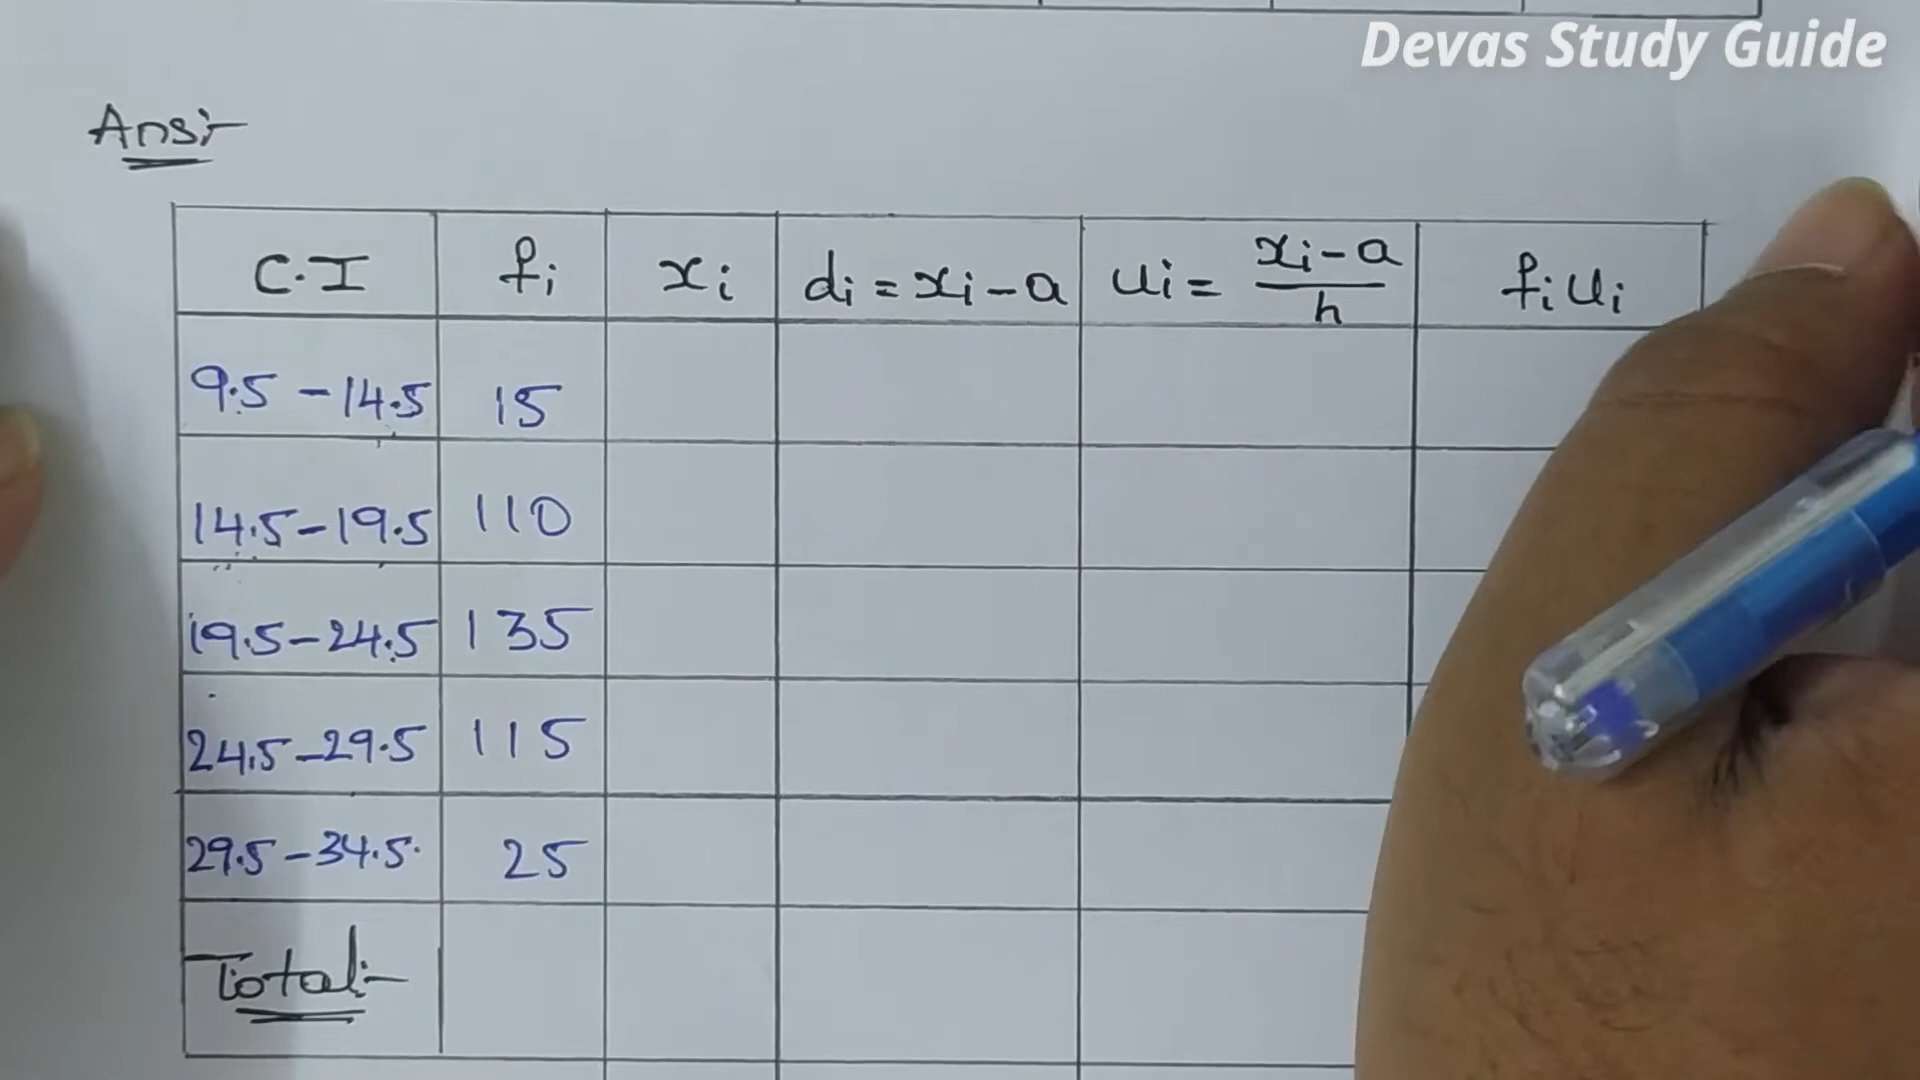 Devas Study Guide
Ans:-
C.I fi xi di = xi - a ui = xi - a / h fiui
9.5 - 14.5 15
14.5 - 19.5 110
19.5 - 24.5 135
24.5 - 29.5 115
29.5 - 34.5 25
Total:-